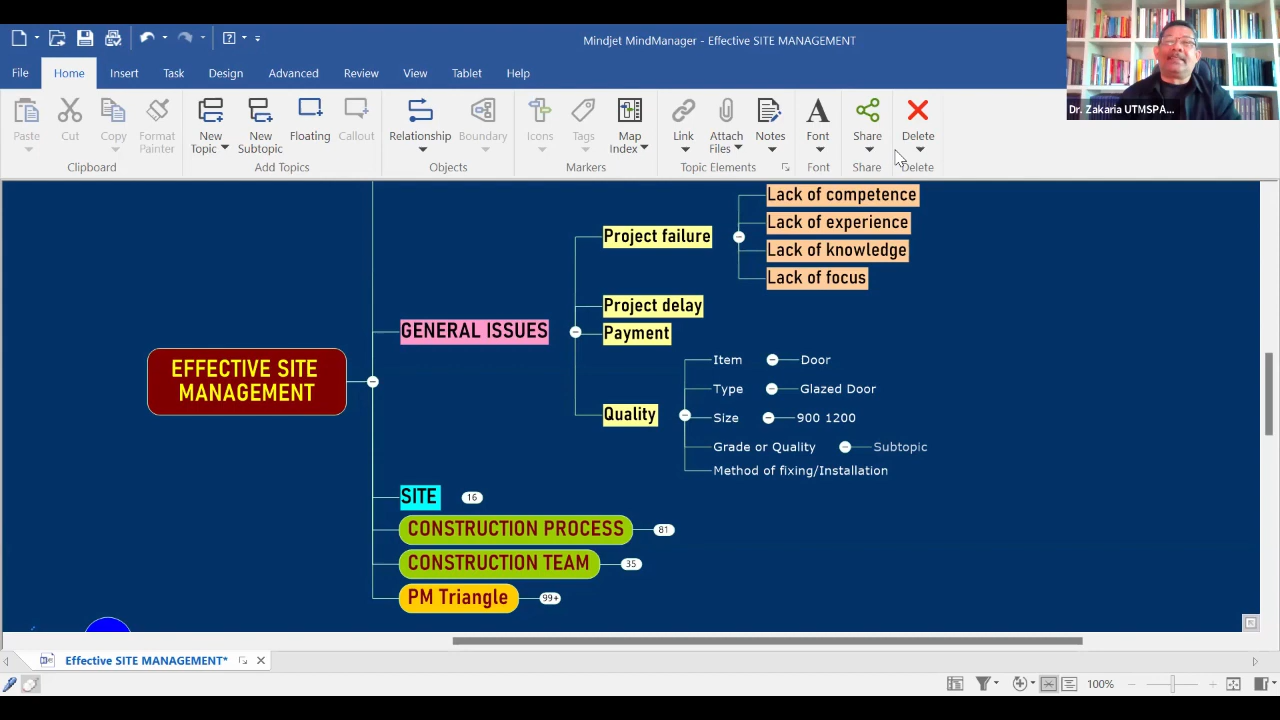 Mindjet MindManager - Effective SITE MANAGEMENT
Dr. Zakaria UTMSPA...
File Home Insert Task Design Advanced Review View Tablet Help
Paste Cut Copy Format Painter
New Topic New Subtopic Floating Callout
Relationship Boundary
Icons Tags Map Index
Link Attach Files Notes
Font Share Delete
Clipboard Add Topics Objects Markers Topic Elements Font Share Delete
Lack of competence
Lack of experience
Project failure
Lack of knowledge
Lack of focus
Project delay
GENERAL ISSUES
Payment
Item Door
EFFECTIVE SITE
MANAGEMENT
Type Glazed Door
Quality
Size 900 1200
Grade or Quality Subtopic
Method of fixing/Installation
SITE 16
CONSTRUCTION PROCESS 81
CONSTRUCTION TEAM 35
PM Triangle 99+
Effective SITE MANAGEMENT*
100%